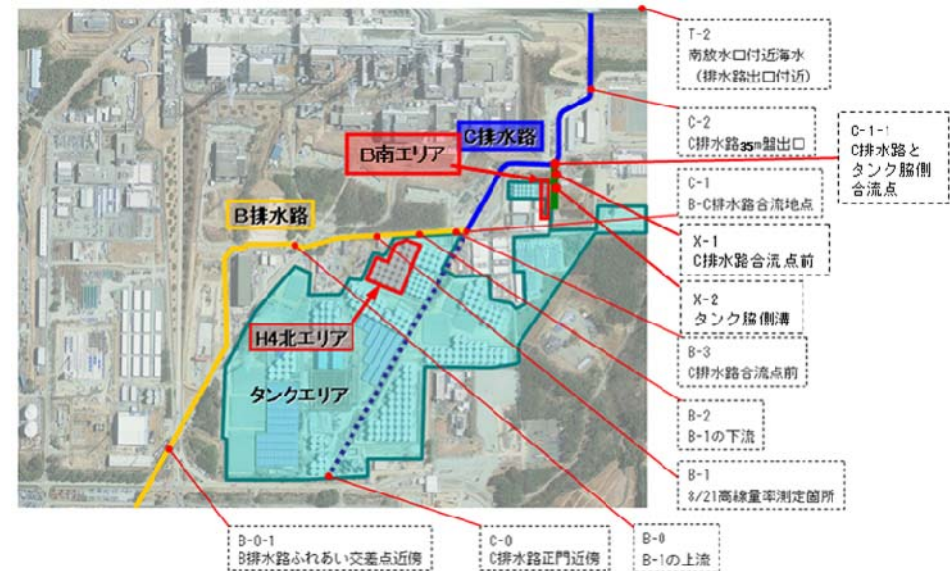 T-2
南放水口付近海水
（排水路出口付近）
C-2
C排水路35m盤出口
C-1-1
C排水路と
タンク脇側
合流点
C-1
B-C排水路合流地点
X-1
C排水路合流点前
X-2
タンク脇側溝
B-3
C排水路合流点前
B-2
B-1の下流
B-1
8/21高線量率測定箇所
C排水路
B南エリア
B排水路
H4北エリア
タンクエリア
B-0-1
B排水路ふれあい交差点近傍
C-0
C排水路正門近傍
B-0
B-1の上流